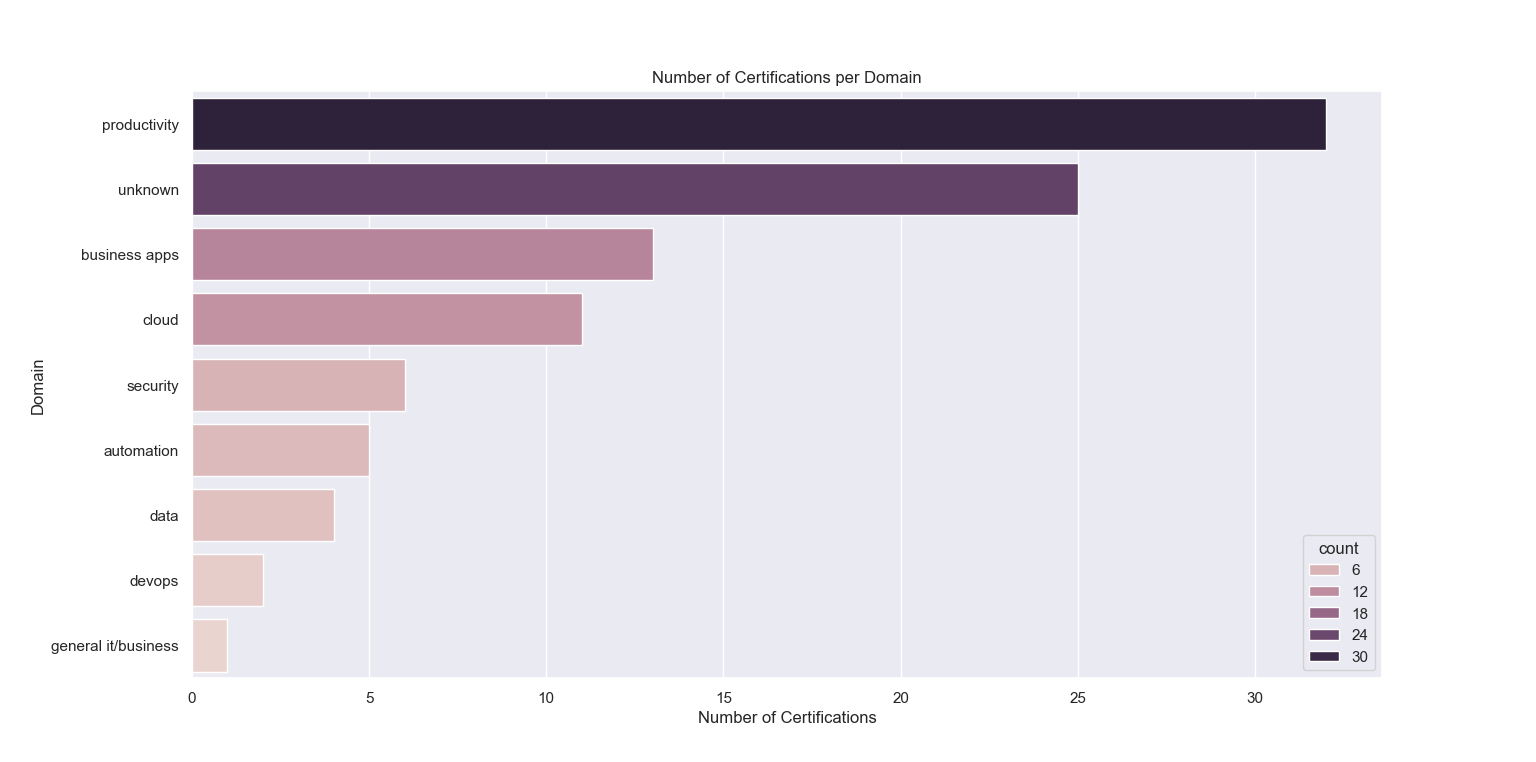 Number of Certifications per Domain
productivity
unknown
business apps
cloud
security
automation
data
devops
general it/business
Domain
0 5 10 15 20 25 30
Number of Certifications
count
6
12
18
24
30